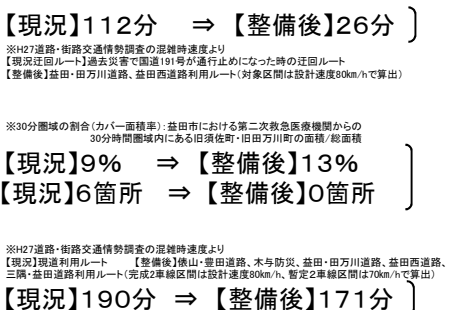 【現況】112分　⇒ 【整備後】26分
※H27道路・街路交通情勢調査の混雑時速度より
【現況迂回ルート】過去災害で国道191号が通行止めになった時の迂回ルート
【整備後】益田・田万川道路、益田西道路利用ルート（対象区間は設計速度80km/hで算出）
※30分圏域の割合（カバー面積率）：益田市における第二次救急医療機関からの
30分時間圏域内にある旧須佐町・旧田万川町の面積/総面積
【現況】9%　⇒ 【整備後】13%
【現況】6箇所　⇒ 【整備後】0箇所
※H27道路・街路交通情勢調査の混雑時速度より
【現況】現道利用ルート　【整備後】俵山・豊田道路、木与防災、益田・田万川道路、益田西道路、
三隅・益田道路利用ルート（完成2車線区間は設計速度80km/h、暫定2車線区間は70km/hで算出）
【現況】190分 ⇒ 【整備後】171分